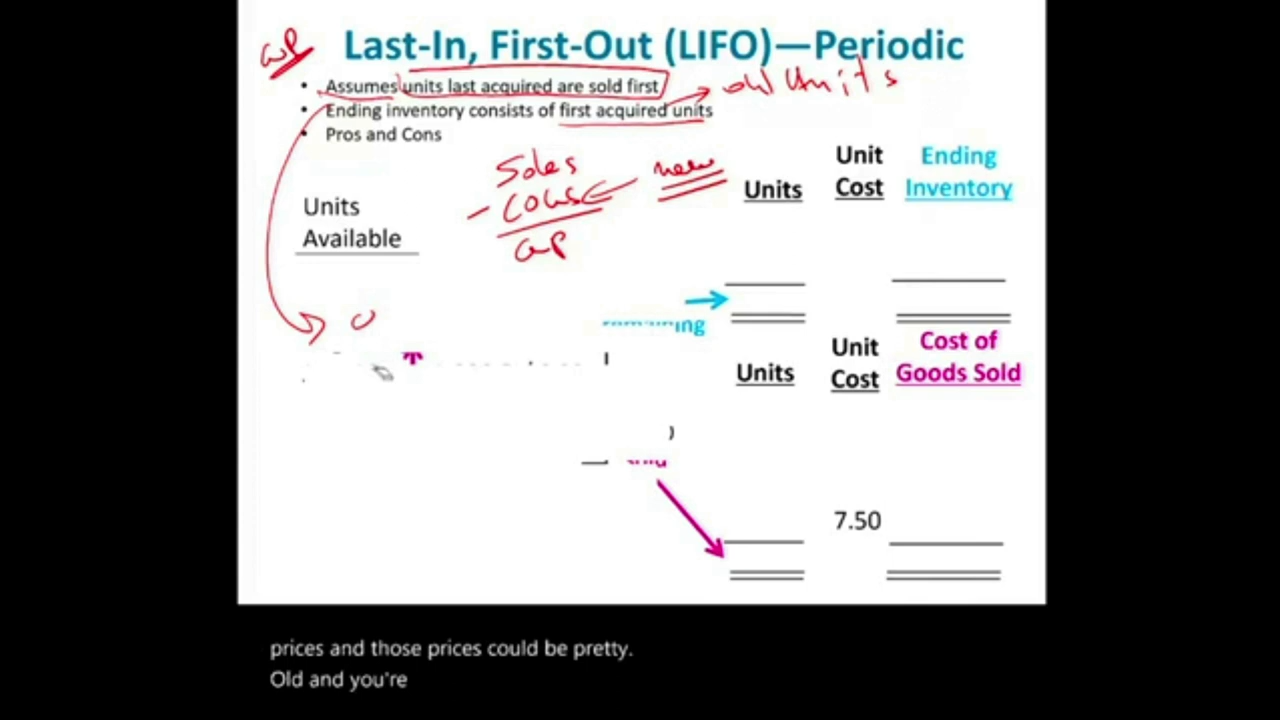 GP
Last-In, First-Out (LIFO)—Periodic
• Assumes units last acquired are sold first
old units
• Ending inventory consists of first acquired units
• Pros and Cons
Sales
new
- COGS
GP
Units
Available
Units
Unit
Cost
Ending
Inventory
remaining
Units
Unit
Cost
Cost of
Goods Sold
7.50
prices and those prices could be pretty.
Old and you're